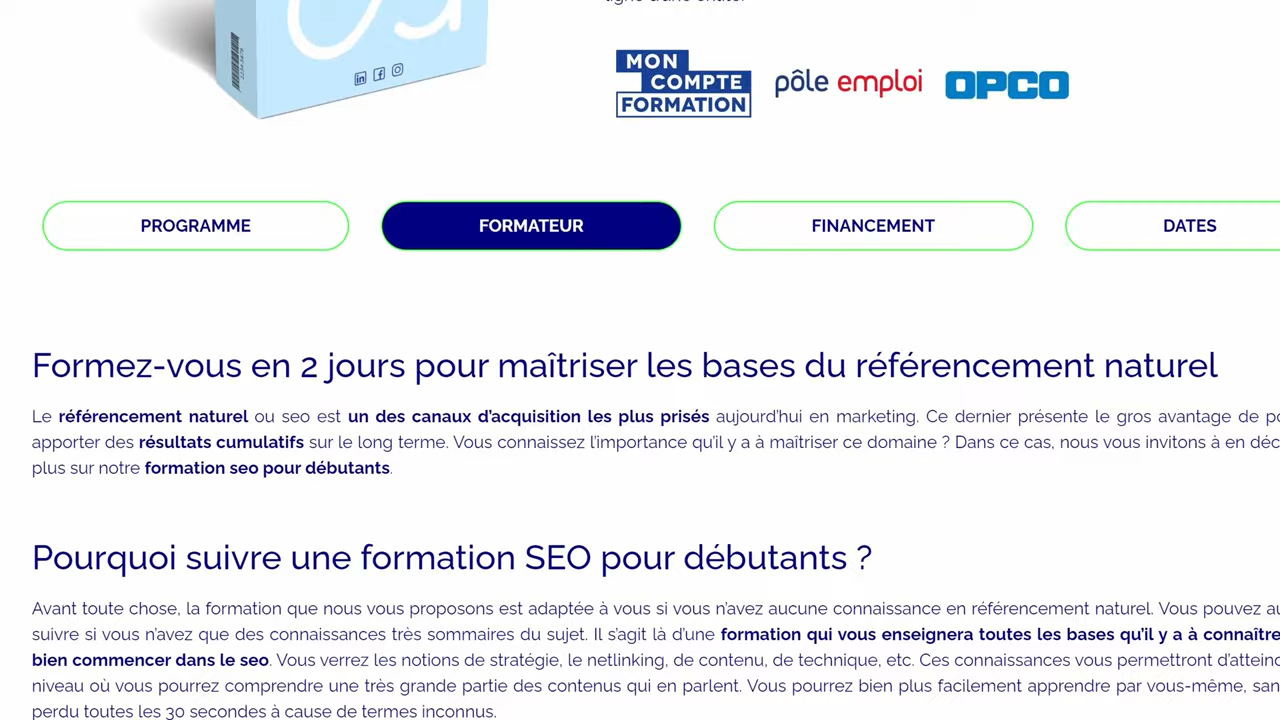 MON
COMPTE
FORMATION
pôle emploi
OPCO
PROGRAMME
FORMATEUR
FINANCEMENT
DATES
Formez-vous en 2 jours pour maîtriser les bases du référencement naturel
Le référencement naturel ou seo est un des canaux d'acquisition les plus prisés aujourd'hui en marketing. Ce dernier présente le gros avantage de
apporter des résultats cumulatifs sur le long terme. Vous connaissez l'importance qu'il y a à maîtriser ce domaine ? Dans ce cas, nous vous invitons à en
plus sur notre formation seo pour débutants.
Pourquoi suivre une formation SEO pour débutants ?
Avant toute chose, la formation que nous vous proposons est adaptée à vous si vous n'avez aucune connaissance en référencement naturel. Vous pouvez
suivre si vous n'avez que des connaissances très sommaires du sujet. Il s'agit là d'une formation qui vous enseignera toutes les bases qu'il y a à connaître
bien commencer dans le seo. Vous verrez les notions de stratégie, le netlinking, de contenu, de technique, etc. Ces connaissances vous permettront
niveau où vous pourrez comprendre une très grande partie des contenus qui en parlent. Vous pourrez bien plus facilement apprendre par vous-même,
perdu toutes les 30 secondes à cause de termes inconnus.